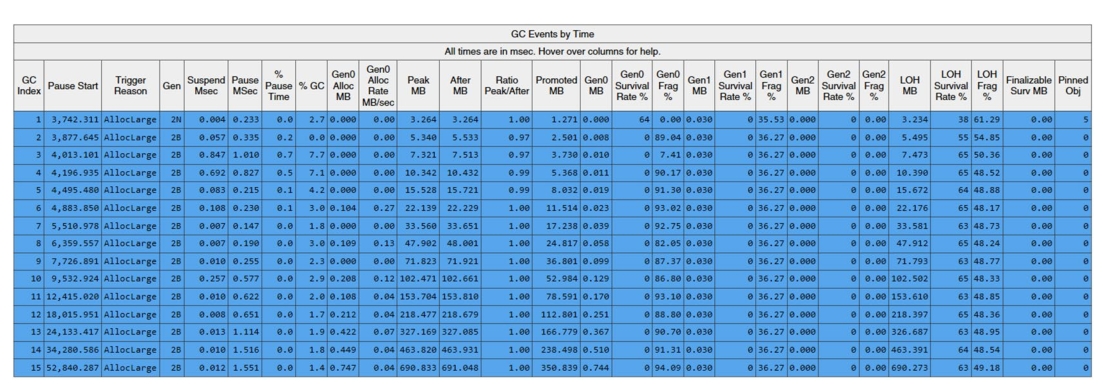 GC Events by Time
All times are in msec. Hover over columns for help.
GC Index Pause Start Trigger Reason Gen Suspend Msec Pause MSec % Pause Time % GC Gen0 Alloc MB Gen0 Alloc Rate MB/sec Peak MB After MB Ratio Peak/After Promoted MB Gen0 MB Gen0 Survival Rate % Gen0 Frag % Gen1 MB Gen1 Survival Rate % Gen1 Frag % Gen2 MB Gen2 Survival Rate % Gen2 Frag % LOH MB LOH Survival Rate % LOH Frag % Finalizable Surv MB Pinned Obj
1 3,742.311 AllocLarge 2N 0.004 0.233 2.7 0.000 0.00 3.264 3.264 1.00 1.271 0.000 64 0.00 0.030 0 35.53 0.000 0 0.00 3.234 38 61.29 0.00 5
2 3,877.645 AllocLarge 2B 0.057 0.335 0.2 0.0 0.000 0.00 5.340 5.533 0.97 2.501 0.008 0 89.04 0.030 0 36.27 0.000 0 0.00 5.495 55 54.85 0.00 0
3 4,013.101 AllocLarge 2B 0.847 1.010 0.7 7.7 0.000 0.00 7.321 7.513 0.97 3.730 0.010 0 7.41 0.030 0 36.27 0.000 0 0.00 7.473 65 50.36 0.00 0
4 4,196.935 AllocLarge 2B 0.692 0.827 0.5 7.1 0.000 0.00 10.342 10.432 0.99 5.368 0.011 0 90.17 0.030 0 36.27 0.000 0 0.00 10.390 65 48.52 0.00 0
5 4,495.480 AllocLarge 2B 0.083 0.215 0.1 4.2 0.000 0.00 15.528 15.721 0.99 8.032 0.019 0 91.30 0.030 0 36.27 0.000 0 0.00 15.672 64 48.88 0.00 0
6 4,883.850 AllocLarge 2B 0.108 0.230 0.1 3.0 0.104 0.27 22.139 22.229 1.00 11.514 0.023 0 93.02 0.030 0 36.27 0.000 0 0.00 22.176 65 48.17 0.00 0
7 5,510.978 AllocLarge 2B 0.007 0.147 0.0 1.8 0.000 0.00 33.560 33.651 1.00 17.238 0.039 0 92.75 0.030 0 36.27 0.000 0 0.00 33.581 63 48.73 0.00 0
8 6,359.557 AllocLarge 2B 0.007 0.190 0.0 3.0 0.109 0.13 47.902 48.001 1.00 24.817 0.058 0 82.05 0.030 0 36.27 0.000 0 0.00 47.912 65 48.24 0.00 0
9 7,726.891 AllocLarge 2B 0.010 0.255 0.0 2.3 0.000 0.00 71.823 71.921 1.00 36.801 0.099 0 87.37 0.030 0 36.27 0.000 0 0.00 71.793 63 48.77 0.00 0
10 9,532.924 AllocLarge 2B 0.257 0.577 0.0 2.9 0.208 0.12 102.471 102.661 1.00 52.984 0.129 0 86.80 0.030 0 36.27 0.000 0 0.00 102.502 65 48.33 0.00 0
11 12,415.020 AllocLarge 2B 0.010 0.622 0.0 2.0 0.108 0.04 153.704 153.810 1.00 78.591 0.170 0 93.10 0.030 0 36.27 0.000 0 0.00 153.610 63 48.85 0.00 0
12 18,015.951 AllocLarge 2B 0.008 0.651 0.0 1.7 0.212 0.04 218.477 218.679 1.00 112.801 0.251 0 88.80 0.030 0 36.27 0.000 0 0.00 218.397 65 48.36 0.00 0
13 24,133.417 AllocLarge 2B 0.013 1.114 0.0 1.9 0.422 0.07 327.169 327.085 1.00 166.779 0.367 0 90.70 0.030 0 36.27 0.000 0 0.00 326.687 63 48.95 0.00 0
14 34,280.586 AllocLarge 2B 0.010 1.516 0.0 1.8 0.449 0.04 463.820 463.931 1.00 238.498 0.510 0 91.31 0.030 0 36.27 0.000 0 0.00 463.391 64 48.54 0.00 0
15 52,840.287 AllocLarge 2B 0.012 1.551 0.0 1.4 0.747 0.04 690.833 691.048 1.00 350.839 0.744 0 94.09 0.030 0 36.27 0.000 0 0.00 690.273 63 49.18 0.00 0